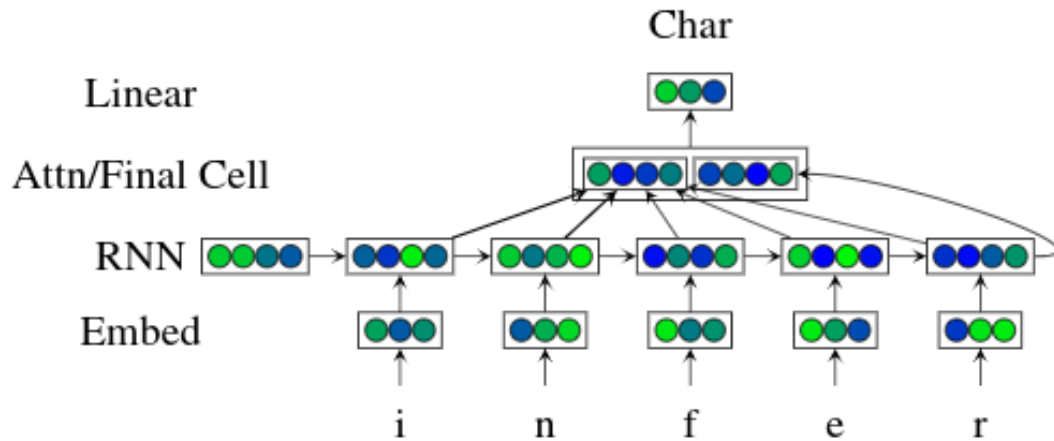 Char
Linear
Attn/Final Cell
RNN
Embed
i n f e r